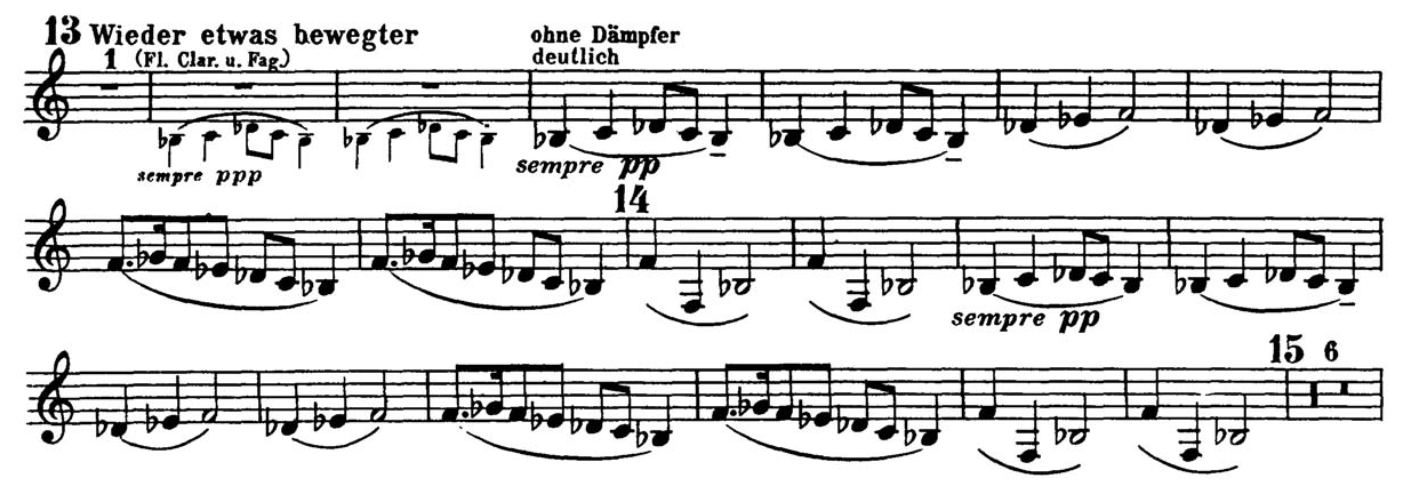 13 Wieder etwas bewegter
ohne Dämpfer
1 (Fl. Clar. u. Fag.)
deutlich
sempre ppp
sempre pp
14
sempre pp
15 6